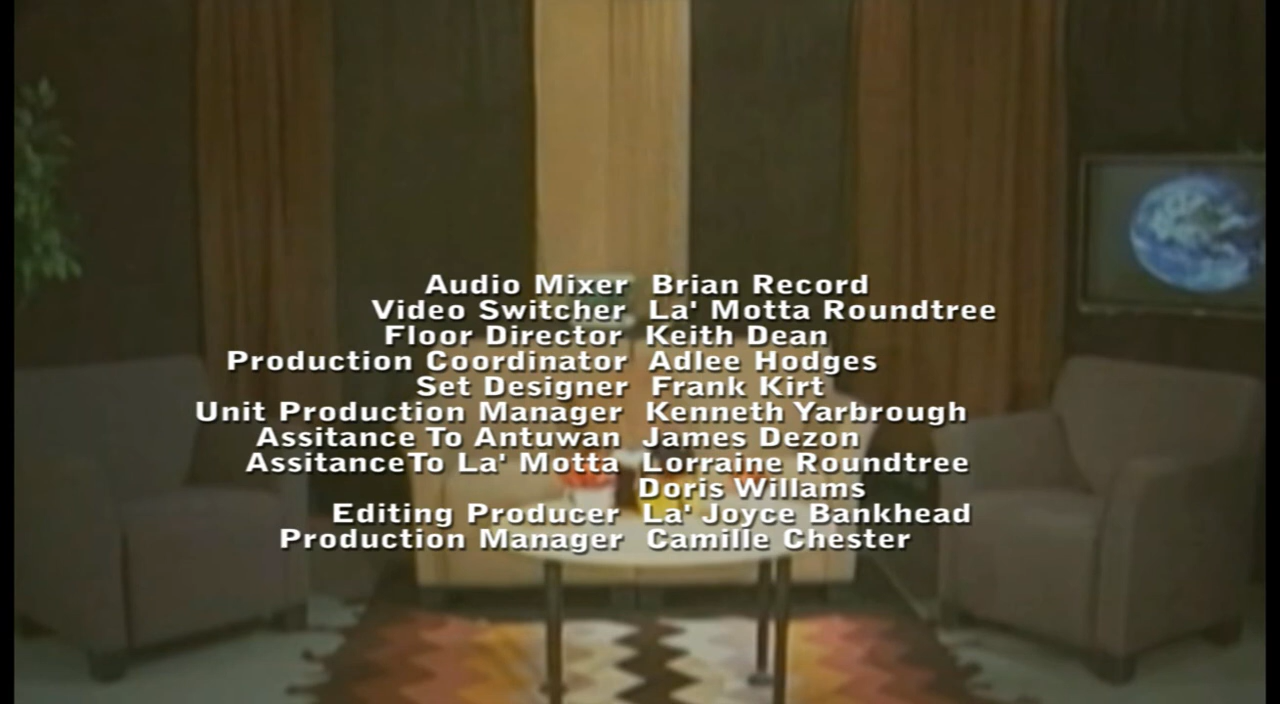 Audio Mixer Brian Record
Video Switcher La' Motta Roundtree
Floor Director Keith Dean
Production Coordinator Adlee Hodges
Set Designer Frank Kirt
Unit Production Manager Kenneth Yarbrough
Assitance To Antuwan James Dezon
AssitanceTo La' Motta Lorraine Roundtree
Doris Willams
Editing Producer La' Joyce Bankhead
Production Manager Camille Chester